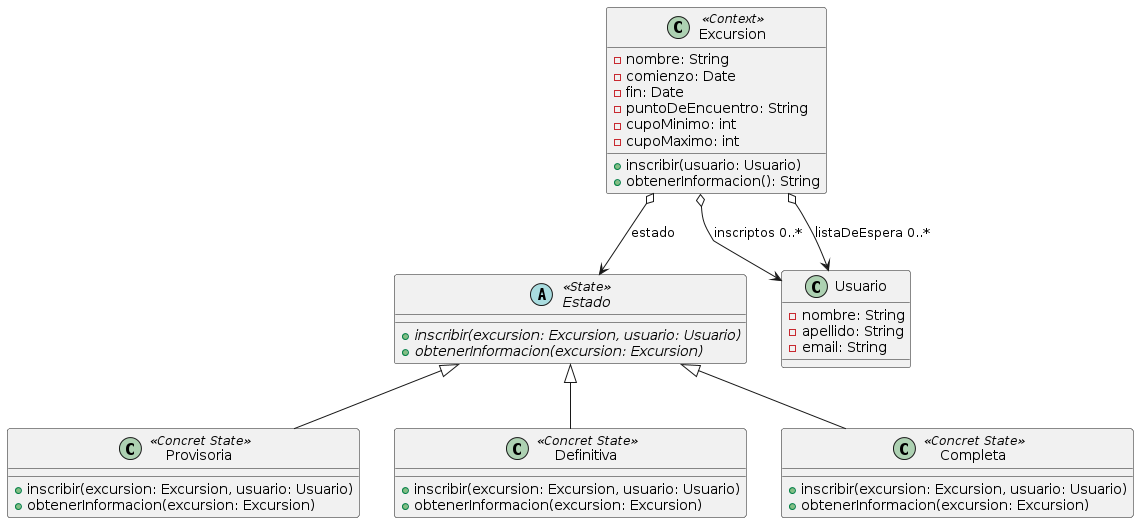 «Context»
C Excursion
nombre: String
comienzo: Date
fin: Date
puntoDeEncuentro: String
cupoMinimo: int
cupoMaximo: int
inscribir(usuario: Usuario)
obtenerInformacion(): String
estado
inscriptos 0..*
listaDeEspera 0..*
«State»
A Estado
inscribir(excursion: Excursion, usuario: Usuario)
obtenerInformacion(excursion: Excursion)
C Usuario
nombre: String
apellido: String
email: String
«Concret State»
C Provisoria
inscribir(excursion: Excursion, usuario: Usuario)
obtenerInformacion(excursion: Excursion)
«Concret State»
C Definitiva
inscribir(excursion: Excursion, usuario: Usuario)
obtenerInformacion(excursion: Excursion)
«Concret State»
C Completa
inscribir(excursion: Excursion, usuario: Usuario)
obtenerInformacion(excursion: Excursion)